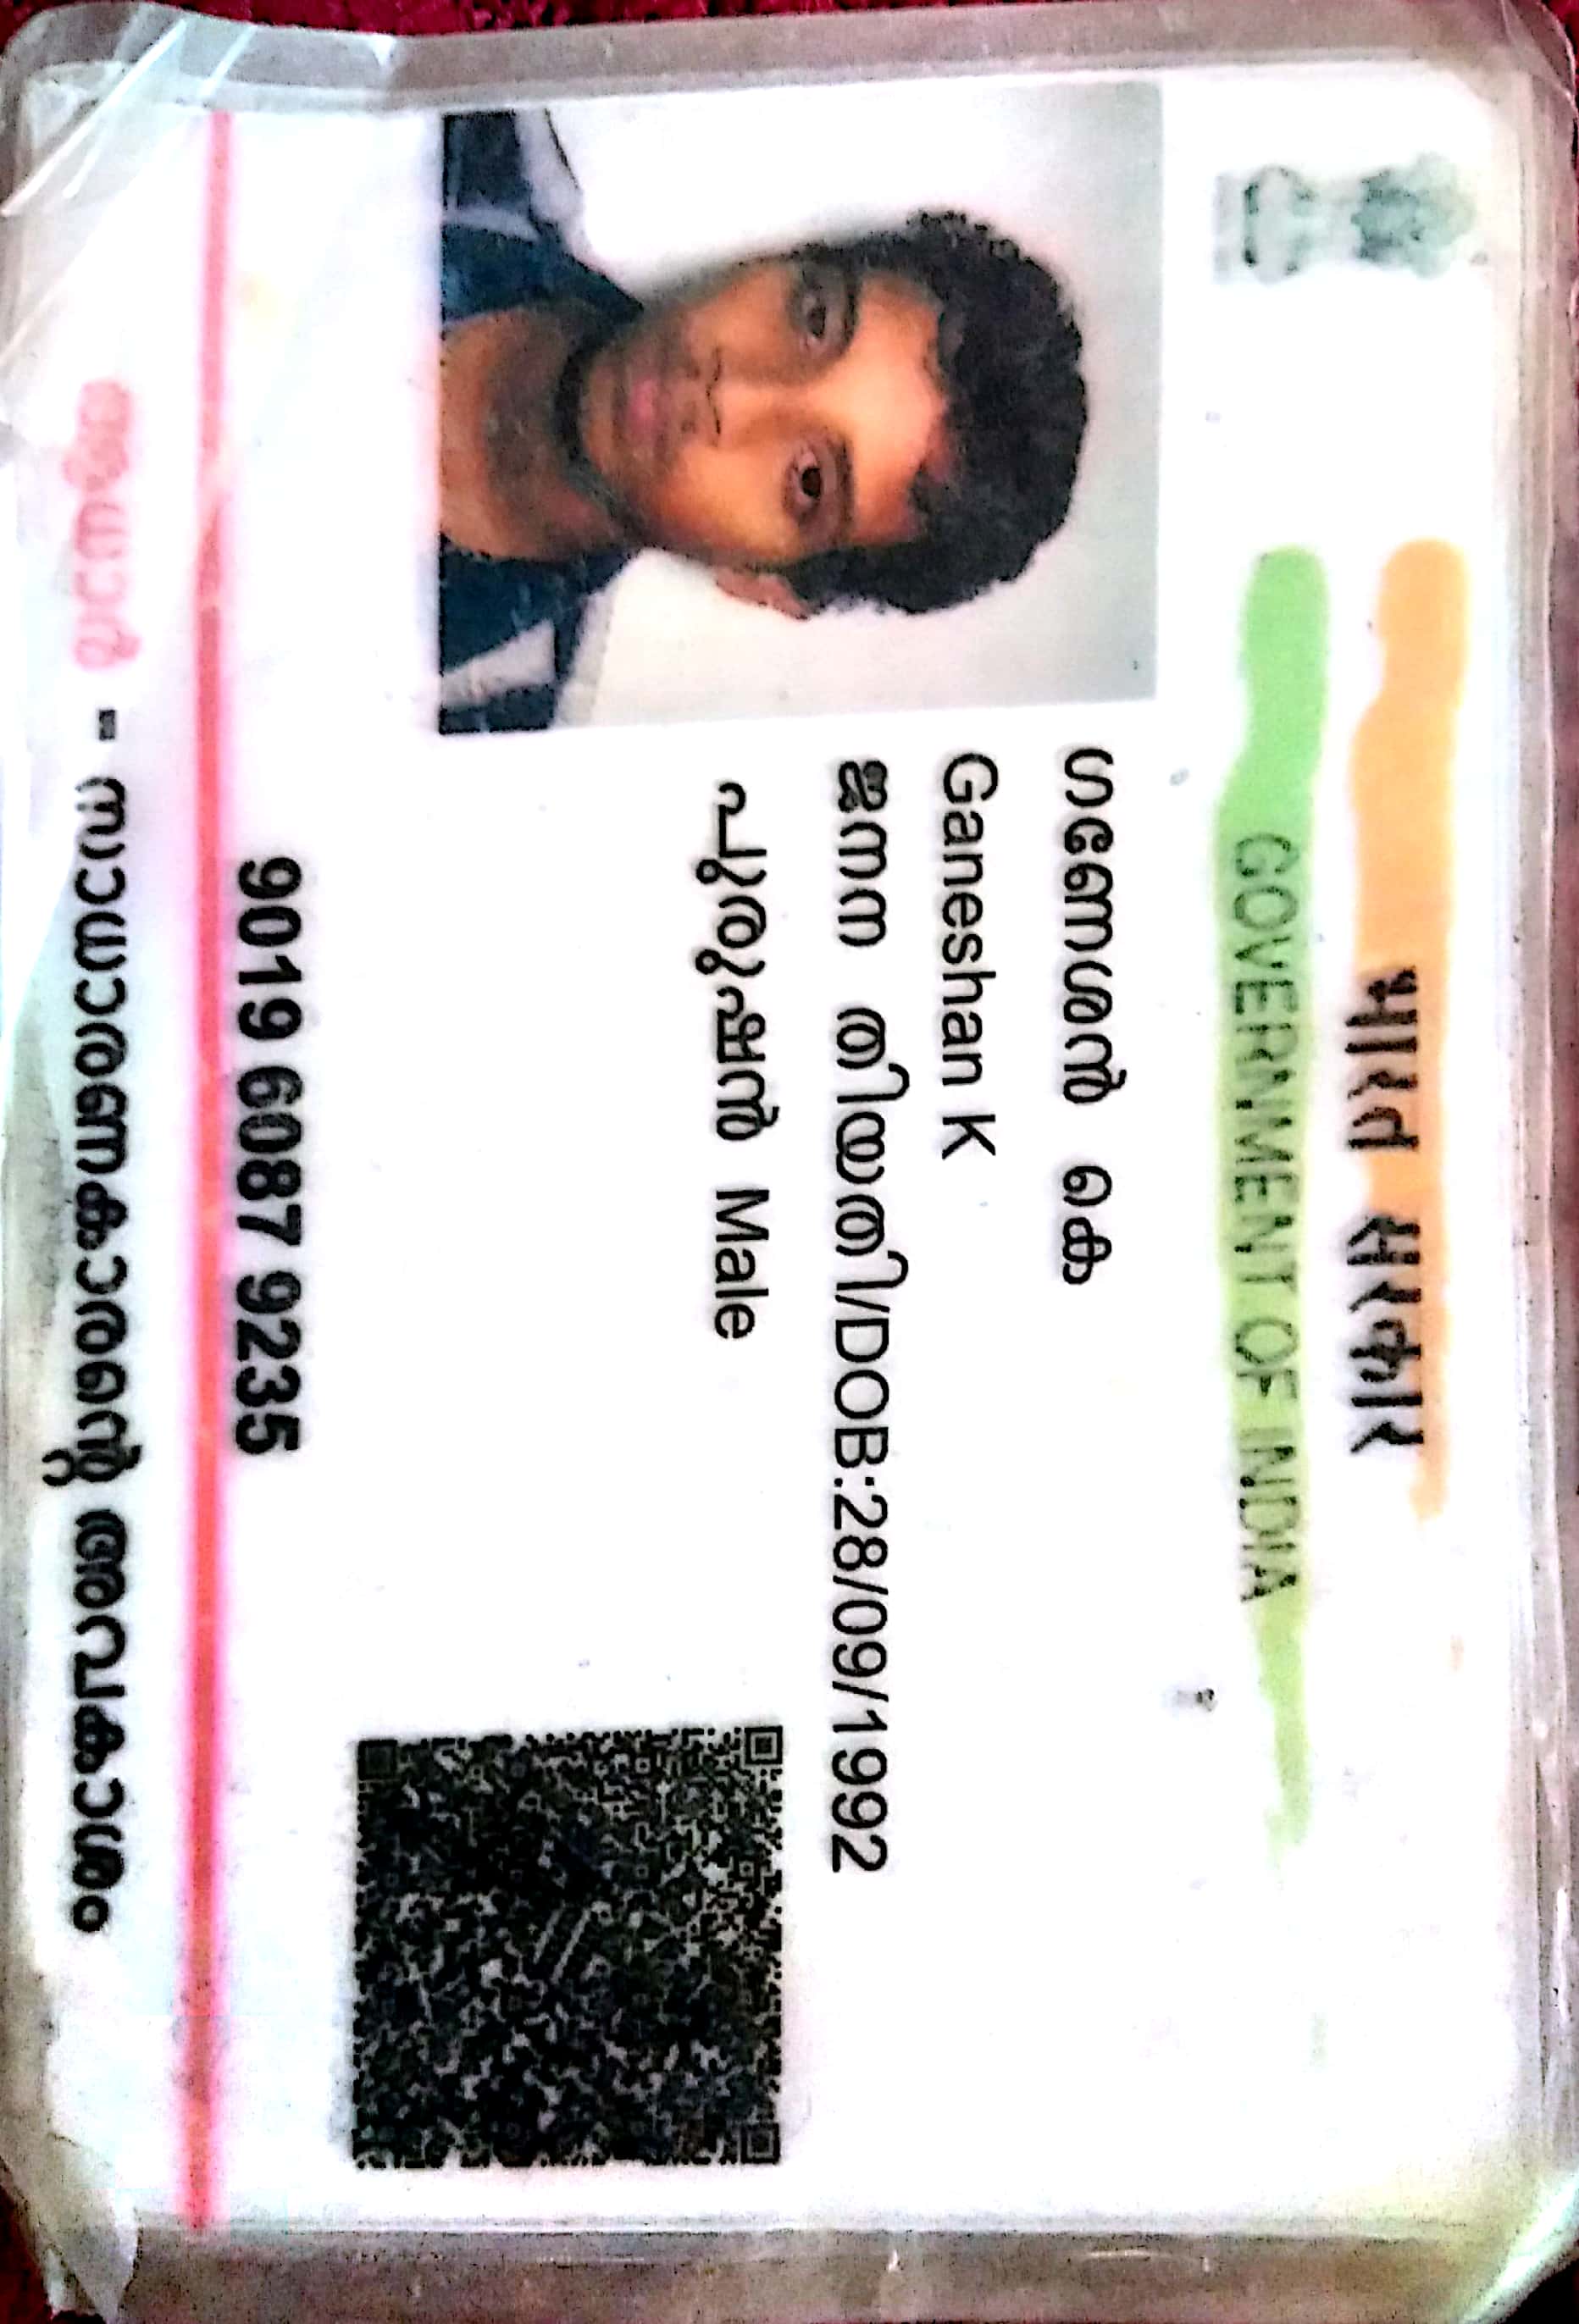 भारत सरकार
GOVERNMENT OF INDIA
ഗണേശൻ കെ
Ganeshan K
ജനന തിയതി/DOB:28/09/1992
പുരുഷൻ Male
9019 6087 9235
ആധാർ - സാധാരണക്കാരന്റെ അവകാശം